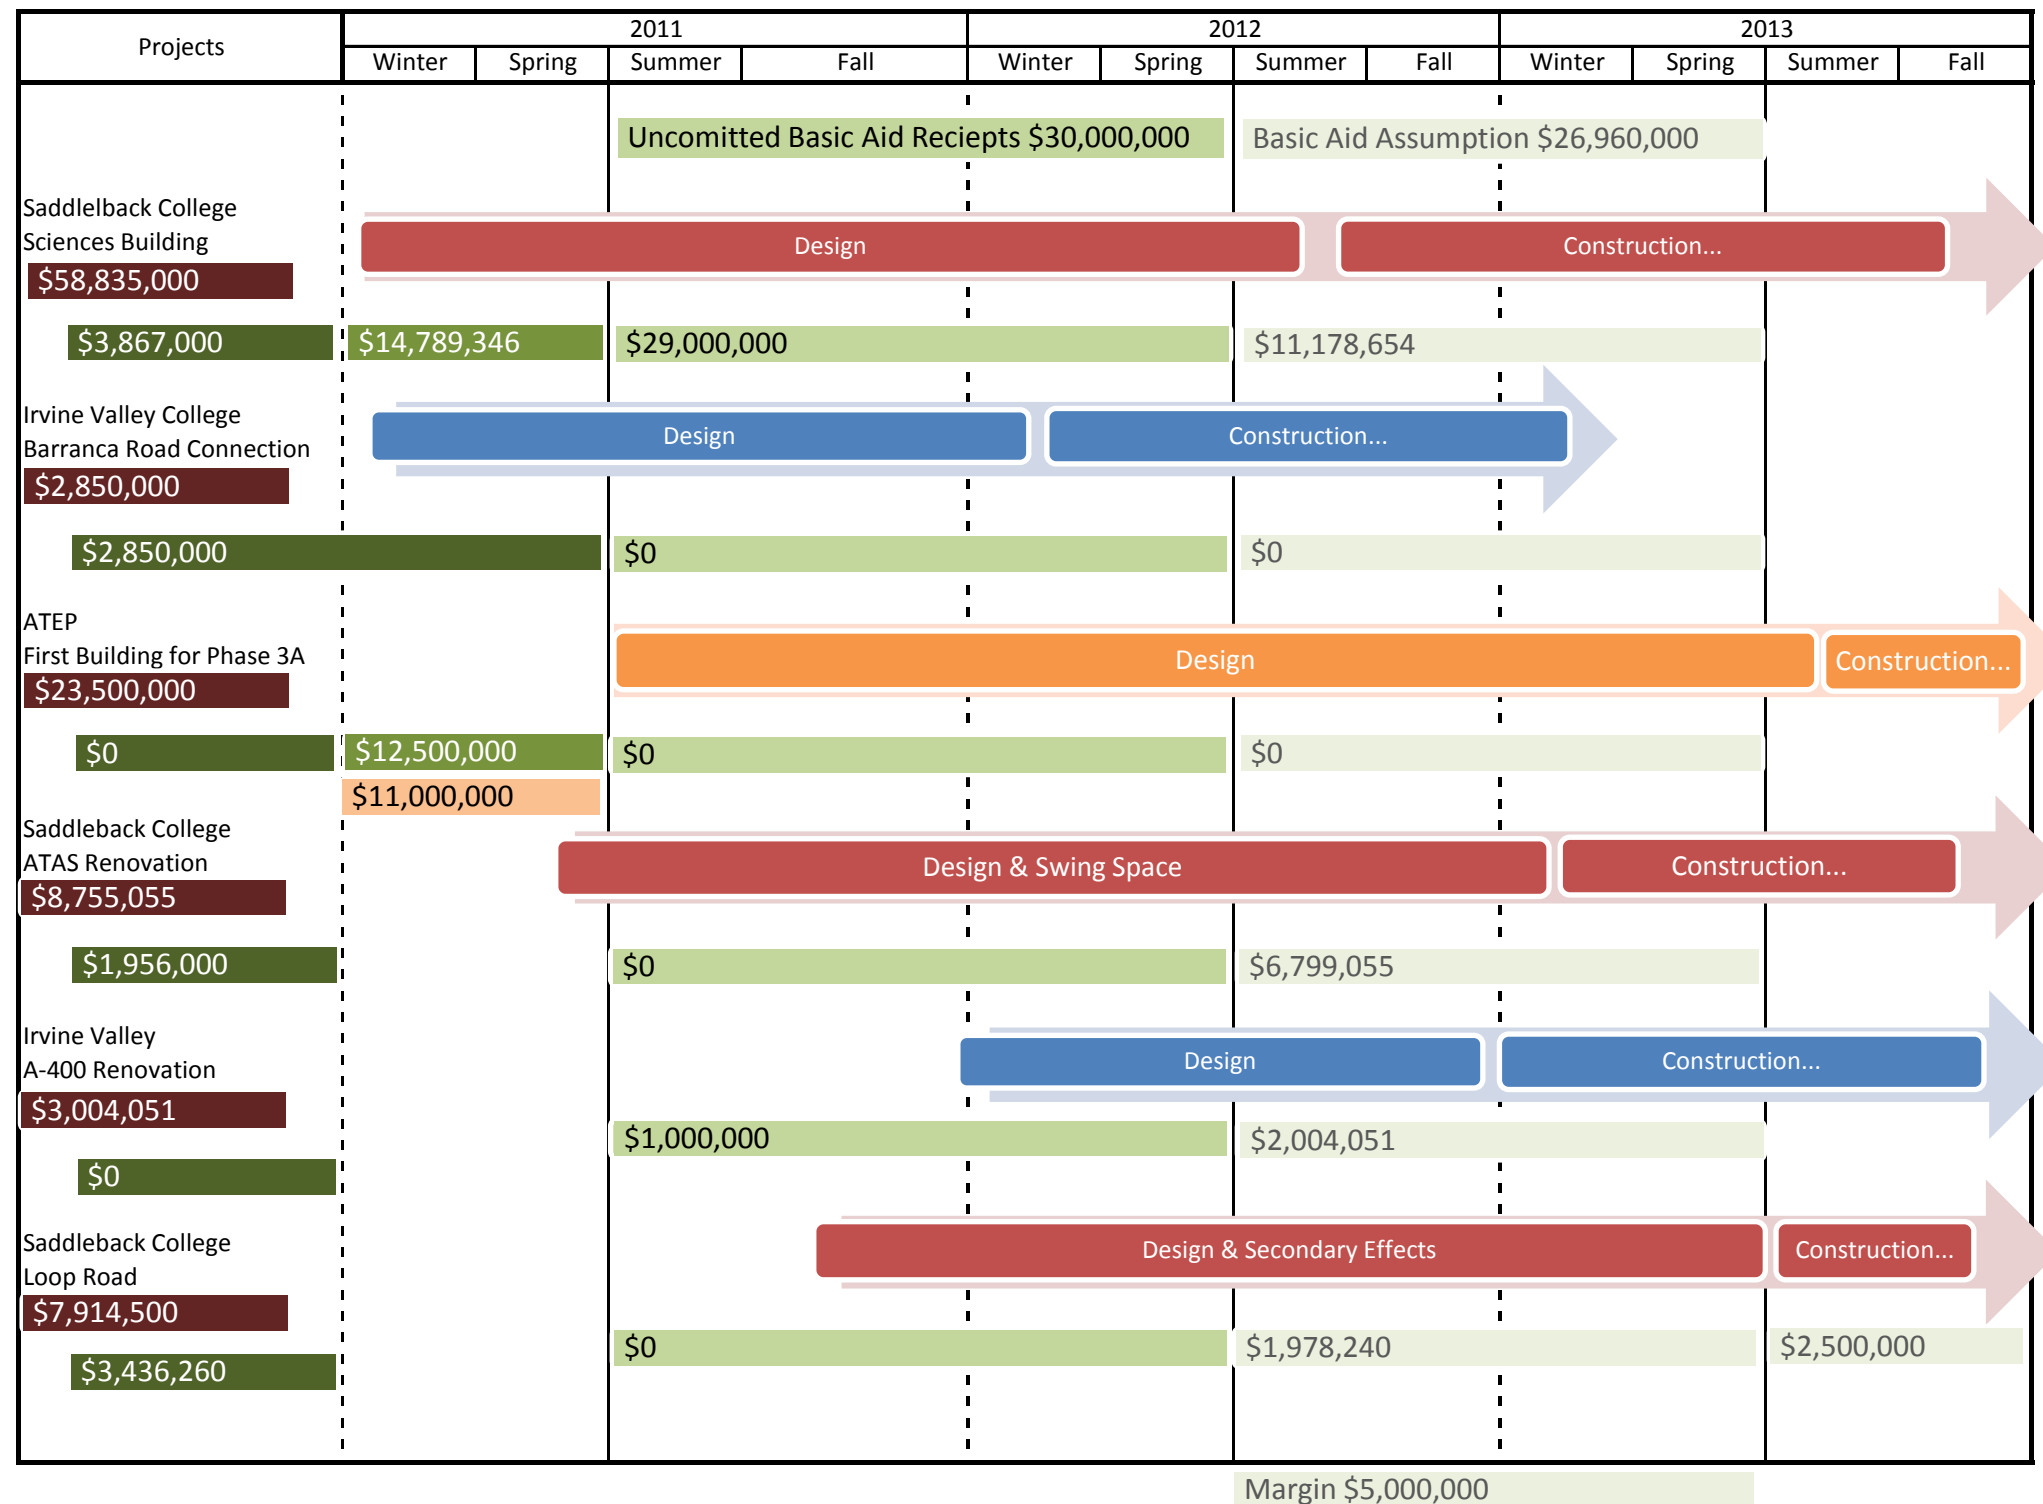 Projects
2011
2012
2013
Winter
Spring
Summer
Fall
Winter
Spring
Summer
Fall
Winter
Spring
Summer
Fall
Uncomitted Basic Aid Reciepts $30,000,000
Basic Aid Assumption $26,960,000
Saddlelback College
Sciences Building
$58,835,000
Design
Construction...
$3,867,000
$14,789,346
$29,000,000
$11,178,654
Irvine Valley College
Barranca Road Connection
$2,850,000
Design
Construction...
$2,850,000
$0
$0
ATEP
First Building for Phase 3A
$23,500,000
Design
Construction...
$0
$12,500,000
$0
$0
$11,000,000
Saddleback College
ATAS Renovation
$8,755,055
Design & Swing Space
Construction...
$1,956,000
$0
$6,799,055
Irvine Valley
A-400 Renovation
$3,004,051
Design
Construction...
$1,000,000
$2,004,051
$0
Saddleback College
Loop Road
$7,914,500
Design & Secondary Effects
Construction...
$0
$1,978,240
$2,500,000
$3,436,260
Margin $5,000,000